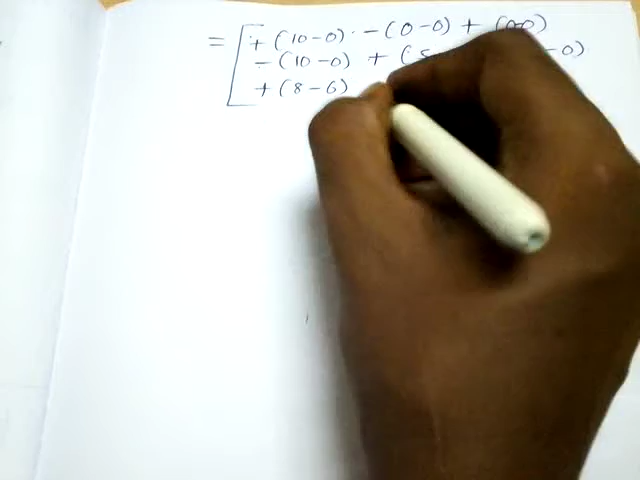 = + (10-0) - (0-0) + (0-0)
- (10-0) + (5 -0)
+ (8-6)